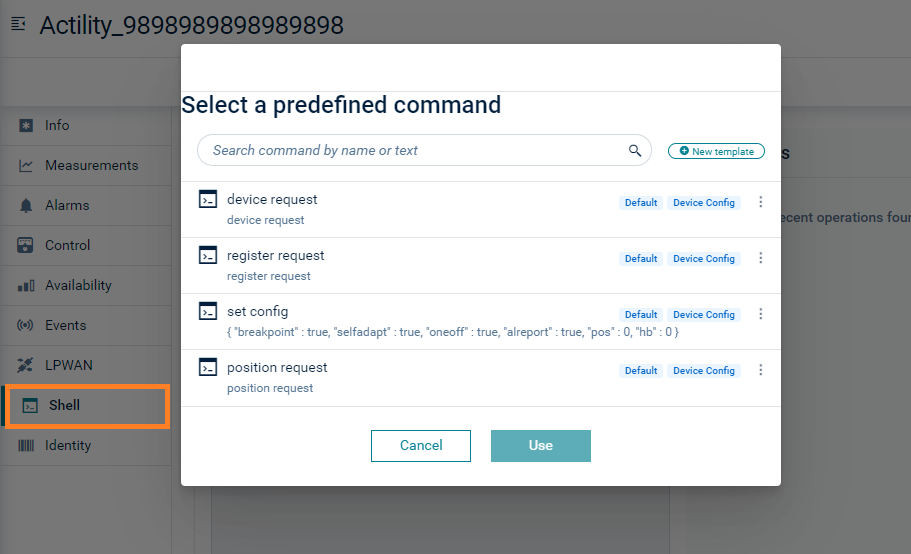 Actility_9898989898989898
Select a predefined command
Search command by name or text
New template
device request
device request
Default Device Config
register request
register request
Default Device Config
set config
{ "breakpoint" : true, "selfadapt" : true, "oneoff" : true, "alreport" : true, "pos" : 0, "hb" : 0 }
Default Device Config
position request
position request
Default Device Config
Cancel
Use
Info
Measurements
Alarms
Control
Availability
Events
LPWAN
Shell
Identity
operations